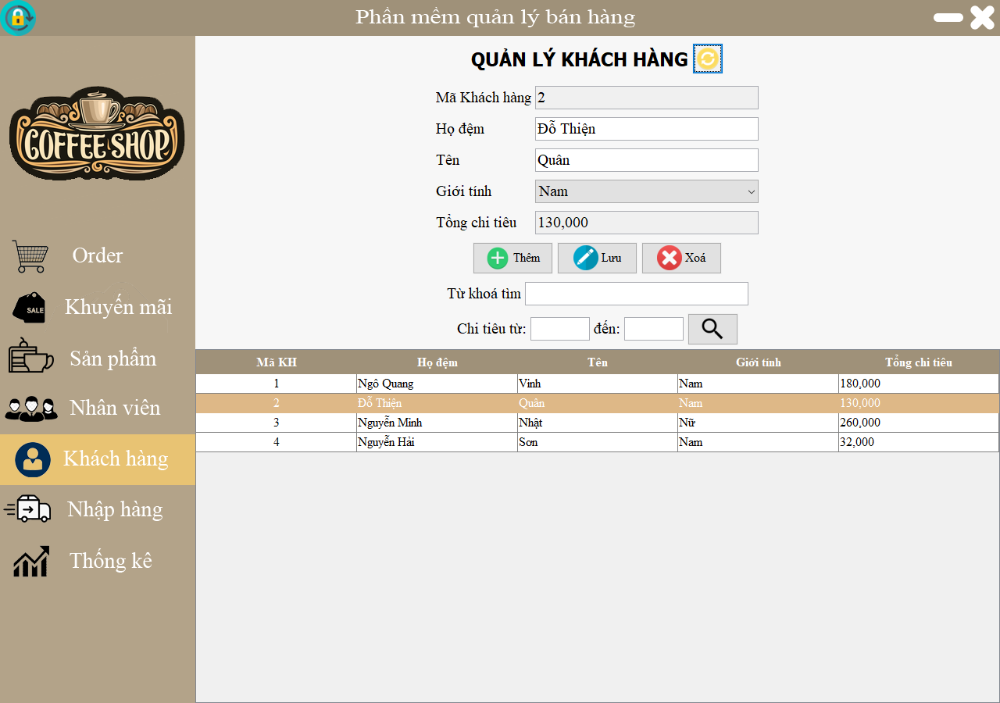 Phần mềm quản lý bán hàng
COFFEE SHOP
Order
SALE
Khuyến mãi
Sản phẩm
Nhân viên
Khách hàng
Nhập hàng
Thống kê
QUẢN LÝ KHÁCH HÀNG
Mã Khách hàng 2
Họ đệm Đỗ Thiện
Tên Quân
Giới tính Nam
Tổng chi tiêu 130,000
Thêm Lưu Xoá
Từ khoá tìm
Chi tiêu từ: đến:
Mã KH Họ đệm Tên Giới tính Tổng chi tiêu
1 Ngô Quang Vinh Nam 180,000
2 Đỗ Thiện Quân Nam 130,000
3 Nguyễn Minh Nhật Nữ 260,000
4 Nguyễn Hải Sơn Nam 32,000